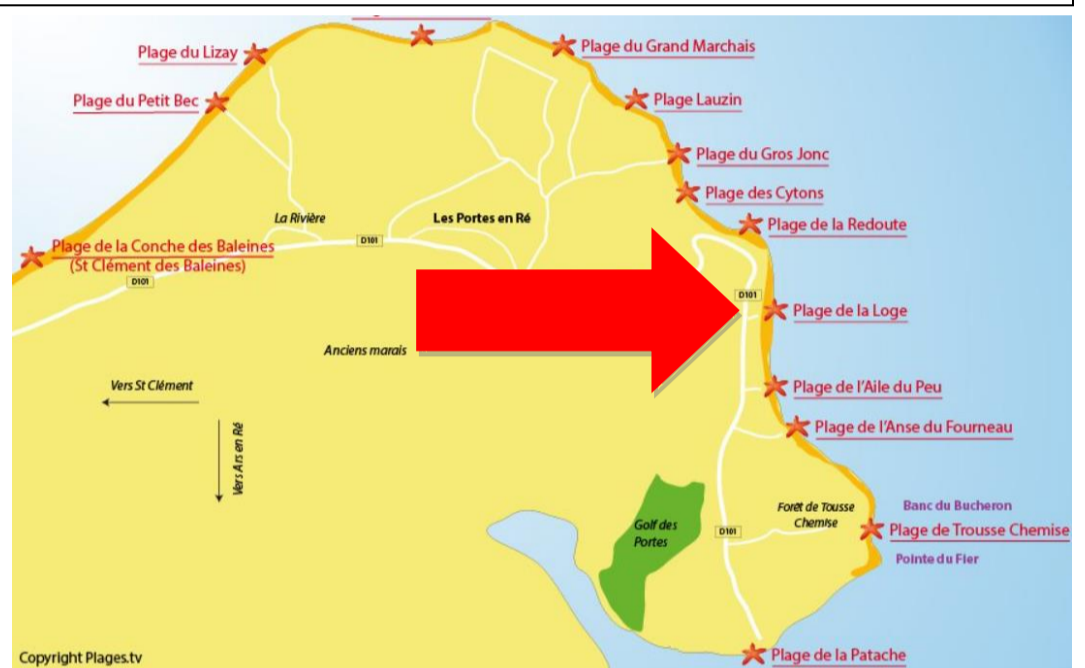 Plage du Grand Marchais
Plage du Lizay
Plage du Petit Bec
Plage Lauzin
Plage du Gros Jonc
Plage des Cytons
La Rivière
Les Portes en Ré
Plage de la Redoute
D101
Plage de la Conche des Baleines
(St Clément des Baleines)
D101
D101
Plage de la Loge
Anciens marais
Vers St Clément
Plage de l'Aile du Peu
Vers Ars en Ré
Plage de l'Anse du Fourneau
Forêt de Tousse
Chemise
Banc du Bucheron
Golf des
Portes
D101
Plage de Trousse Chemise
Pointe du Fier
Plage de la Patache
Copyright Plages.tv